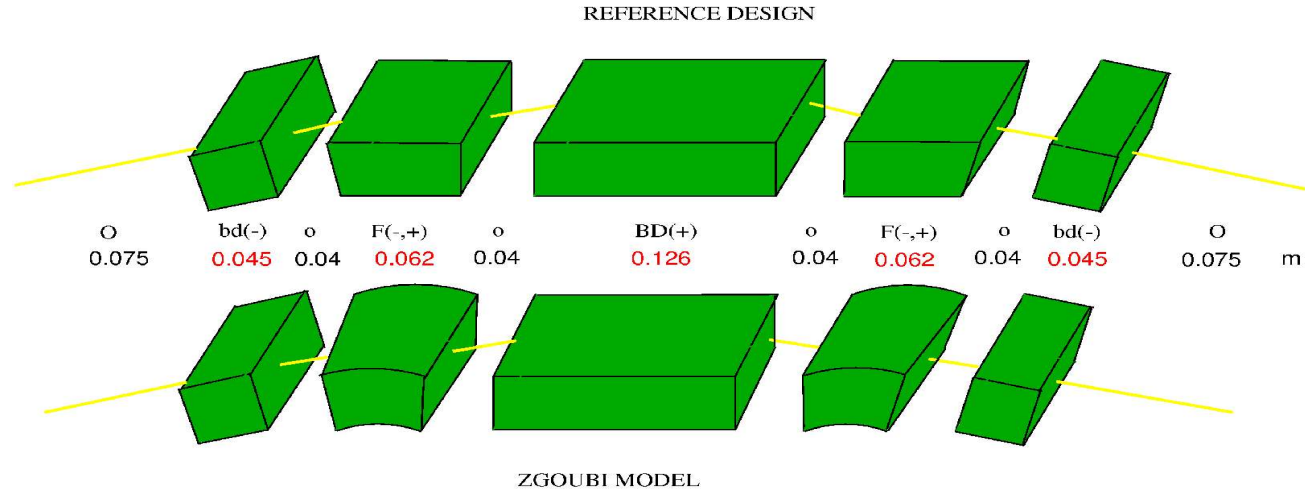 REFERENCE DESIGN
O bd(-) o F(-,+) o BD(+) o F(-,+) o bd(-) O
0.075 0.045 0.04 0.062 0.04 0.126 0.04 0.062 0.04 0.045 0.075 m
ZGOUBI MODEL